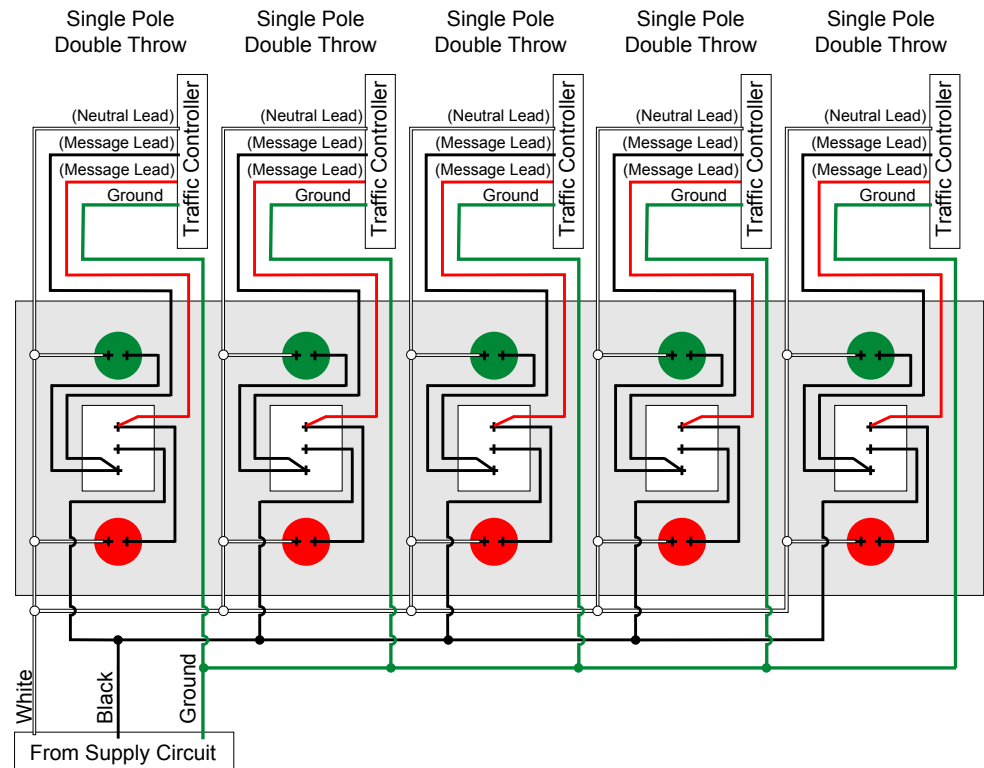 Single Pole
Double Throw
Single Pole
Double Throw
Single Pole
Double Throw
Single Pole
Double Throw
Single Pole
Double Throw
(Neutral Lead)
(Message Lead)
(Message Lead)
Ground
Traffic Controller
(Neutral Lead)
(Message Lead)
(Message Lead)
Ground
Traffic Controller
(Neutral Lead)
(Message Lead)
(Message Lead)
Ground
Traffic Controller
(Neutral Lead)
(Message Lead)
(Message Lead)
Ground
Traffic Controller
(Neutral Lead)
(Message Lead)
(Message Lead)
Ground
Traffic Controller
White
Black
Ground
From Supply Circuit